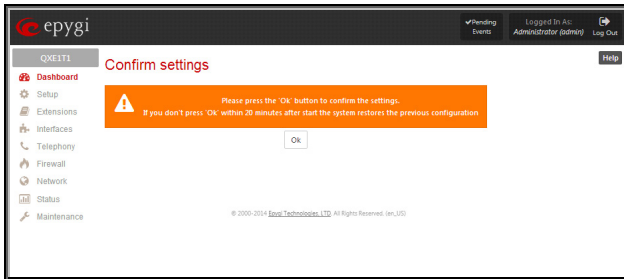 epygi
Pending Events
Logged In As:
Administrator (admin)
Log Out
QXE1T1
Confirm settings
Help
Dashboard
Setup
Extensions
Interfaces
Telephony
Firewall
Network
Status
Maintenance
Please press the 'Ok' button to confirm the settings.
If you don't press 'Ok' within 20 minutes after start the system restores the previous configuration
Ok
© 2000-2014 Epygi Technologies, LTD. All Rights Reserved. (en_US)